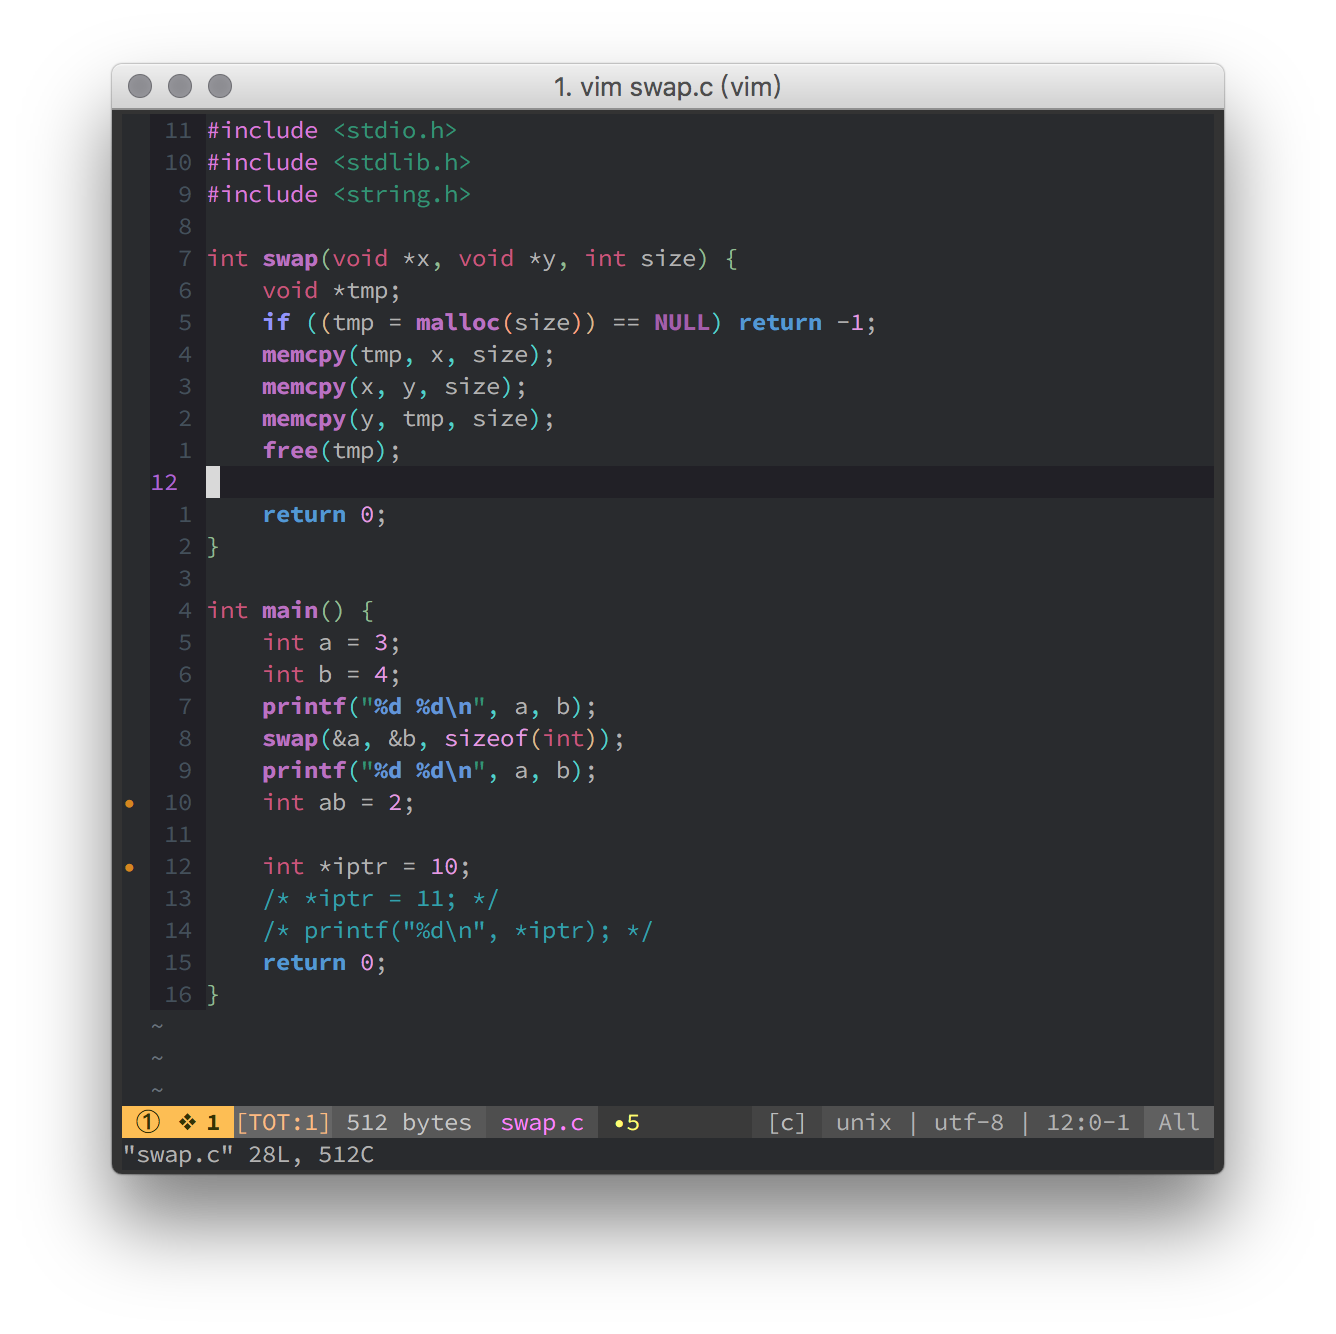 1. vim swap.c (vim)
11 #include <stdio.h>
10 #include <stdlib.h>
9 #include <string.h>
8
7 int swap(void *x, void *y, int size) {
6     void *tmp;
5     if ((tmp = malloc(size)) == NULL) return -1;
4     memcpy(tmp, x, size);
3     memcpy(x, y, size);
2     memcpy(y, tmp, size);
1     free(tmp);
12
1     return 0;
2 }
3
4 int main() {
5     int a = 3;
6     int b = 4;
7     printf("%d %d\n", a, b);
8     swap(&a, &b, sizeof(int));
9     printf("%d %d\n", a, b);
• 10     int ab = 2;
11
• 12     int *iptr = 10;
13     /* *iptr = 11; */
14     /* printf("%d\n", *iptr); */
15     return 0;
16 }
~
~
~
① ❖ 1 [TOT:1] 512 bytes swap.c •5 [c] unix | utf-8 | 12:0-1 All
"swap.c" 28L, 512C